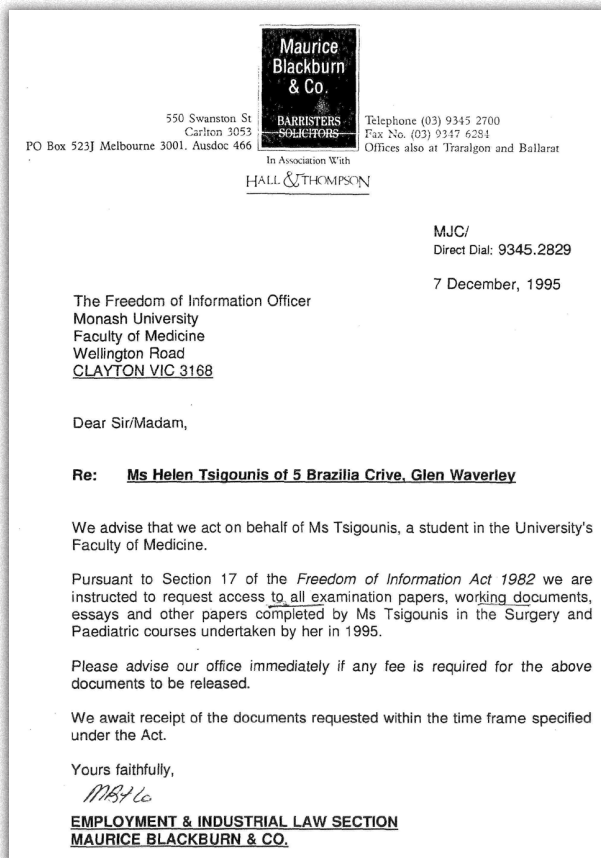 Maurice
Blackburn
& Co.
BARRISTERS
SOLICITORS
550 Swanston St
Carlton 3053
PO Box 523J Melbourne 3001. Ausdoc 466
Telephone (03) 9345 2700
Fax No. (03) 9347 6284
Offices also at Traralgon and Ballarat
In Association With
HALL & THOMPSON
MJC/
Direct Dial: 9345.2829
7 December, 1995
The Freedom of Information Officer
Monash University
Faculty of Medicine
Wellington Road
CLAYTON VIC 3168
Dear Sir/Madam,
Re: Ms Helen Tsigounis of 5 Brazilia Crive, Glen Waverley
We advise that we act on behalf of Ms Tsigounis, a student in the University's
Faculty of Medicine.
Pursuant to Section 17 of the Freedom of Information Act 1982 we are
instructed to request access to all examination papers, working documents,
essays and other papers completed by Ms Tsigounis in the Surgery and
Paediatric courses undertaken by her in 1995.
Please advise our office immediately if any fee is required for the above
documents to be released.
We await receipt of the documents requested within the time frame specified
under the Act.
Yours faithfully,
EMPLOYMENT & INDUSTRIAL LAW SECTION
MAURICE BLACKBURN & CO.